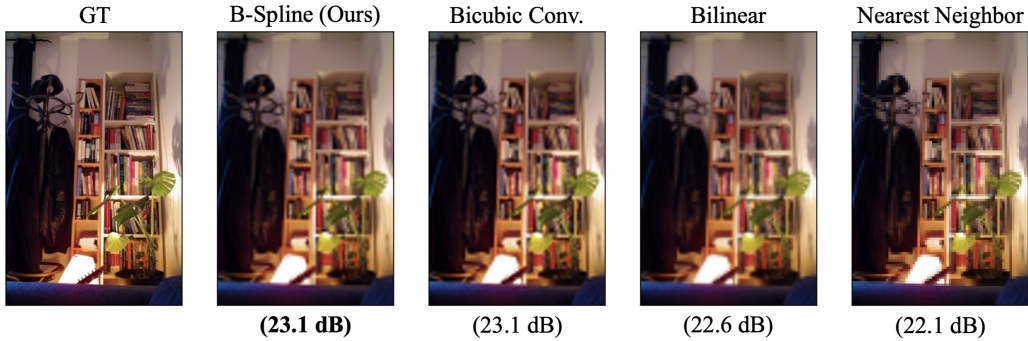 GT
B-Spline (Ours)
Bicubic Conv.
Bilinear
Nearest Neighbor
(23.1 dB)
(23.1 dB)
(22.6 dB)
(22.1 dB)